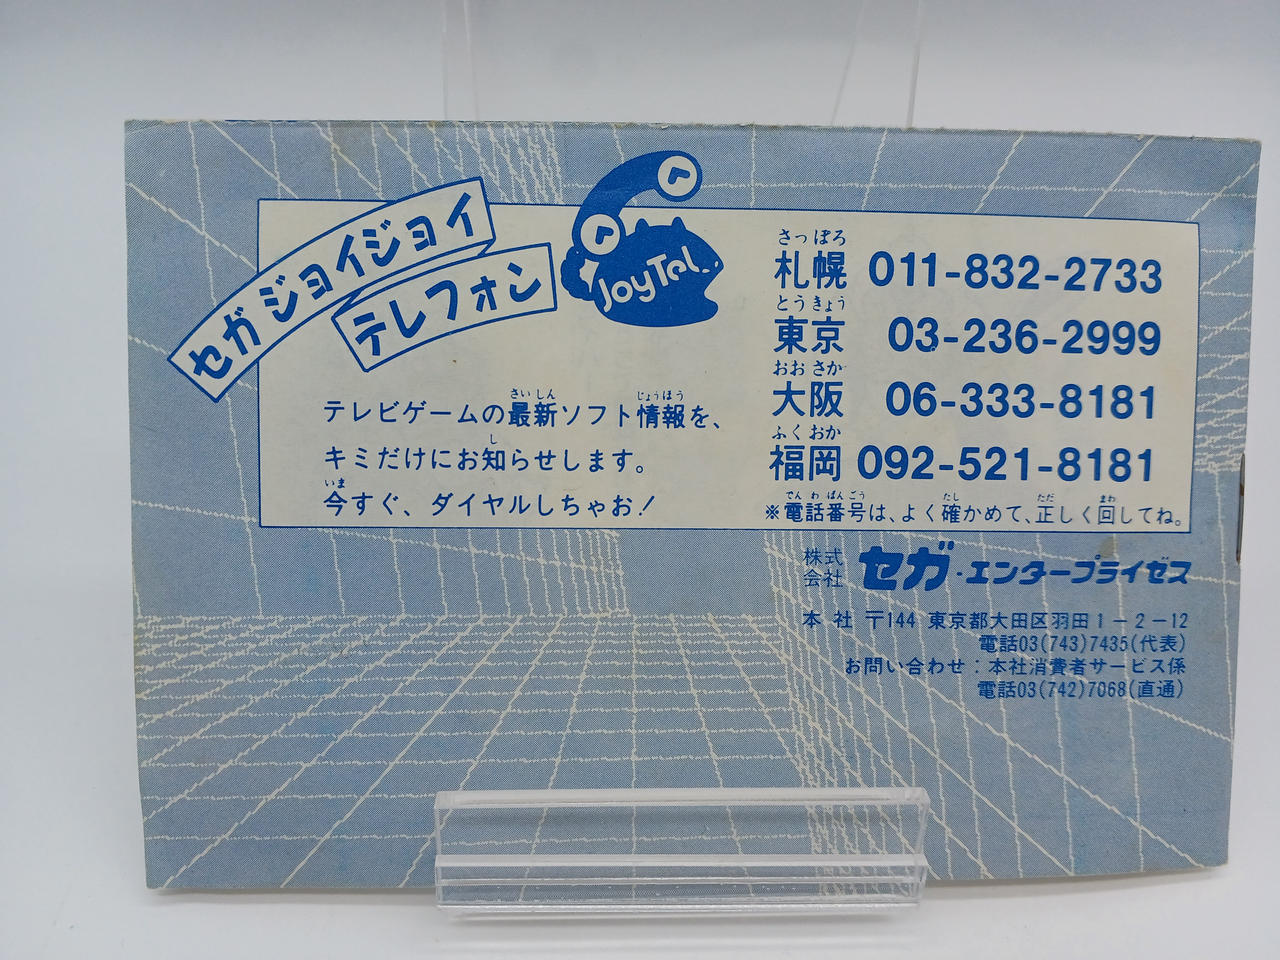 セガジョイジョイ
テレフォン
JoyTel.
テレビゲームの最新ソフト情報を、
さいしん じょうほう
キミだけにお知らせします。
し
今すぐ、ダイヤルしちゃお!
いま
さっぽろ
札幌 011-832-2733
とうきょう
東京 03-236-2999
おおさか
大阪 06-333-8181
ふくおか
福岡 092-521-8181
でんわばんごう たし ただ まわ
※電話番号は、よく確かめて、正しく回してね。
株式会社 セガ・エンタープライゼス
本社 〒144 東京都大田区羽田1-2-12
電話03(743)7435(代表)
お問い合わせ:本社消費者サービス係
電話03(742)7068(直通)